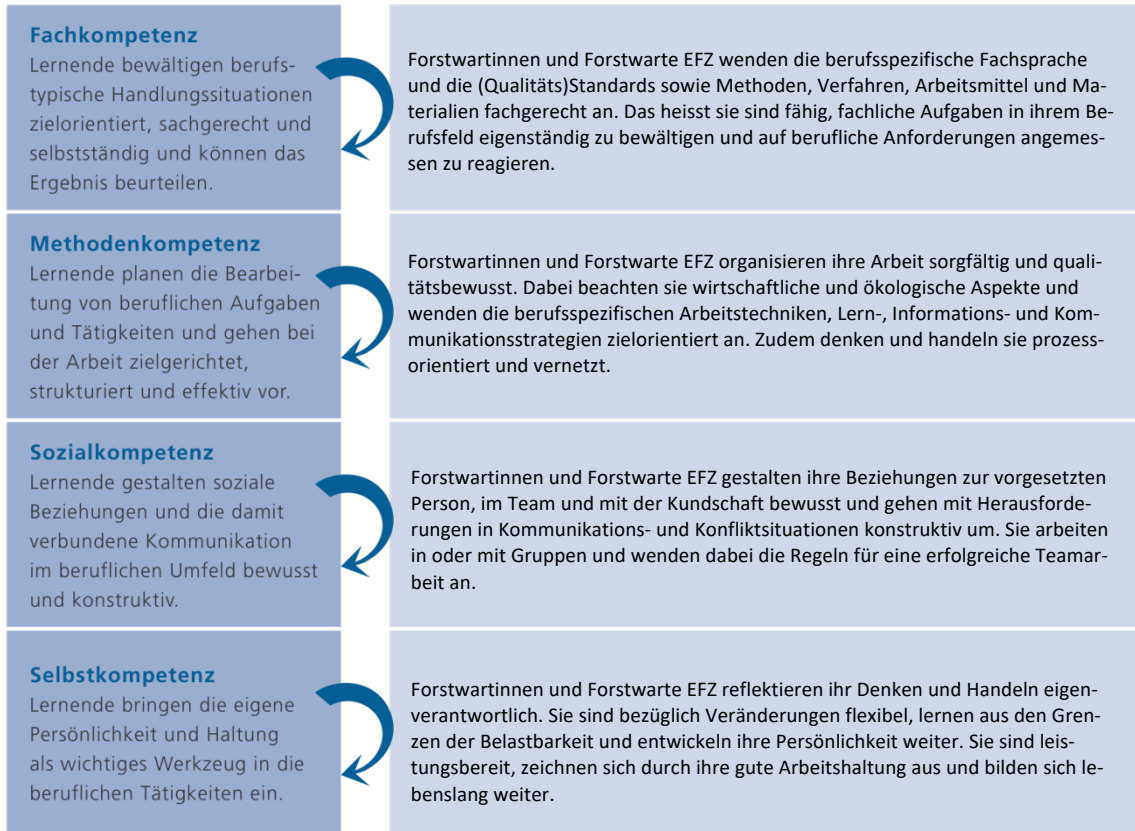 Fachkompetenz
Lernende bewältigen berufs-
typische Handlungssituationen
zielorientiert, sachgerecht und
selbstständig und können das
Ergebnis beurteilen.
Forstwartinnen und Forstwarte EFZ wenden die berufsspezifische Fachsprache
und die (Qualitäts)Standards sowie Methoden, Verfahren, Arbeitsmittel und Ma-
terialien fachgerecht an. Das heisst sie sind fähig, fachliche Aufgaben in ihrem Be-
rufsfeld eigenständig zu bewältigen und auf berufliche Anforderungen angemes-
sen zu reagieren.
Methodenkompetenz
Lernende planen die Bearbei-
tung von beruflichen Aufgaben
und Tätigkeiten und gehen bei
der Arbeit zielgerichtet,
strukturiert und effektiv vor.
Forstwartinnen und Forstwarte EFZ organisieren ihre Arbeit sorgfältig und quali-
tätsbewusst. Dabei beachten sie wirtschaftliche und ökologische Aspekte und
wenden die berufsspezifischen Arbeitstechniken, Lern-, Informations- und Kom-
munikationsstrategien zielorientiert an. Zudem denken und handeln sie prozess-
orientiert und vernetzt.
Sozialkompetenz
Lernende gestalten soziale
Beziehungen und die damit
verbundene Kommunikation
im beruflichen Umfeld bewusst
und konstruktiv.
Forstwartinnen und Forstwarte EFZ gestalten ihre Beziehungen zur vorgesetzten
Person, im Team und mit der Kundschaft bewusst und gehen mit Herausforde-
rungen in Kommunikations- und Konfliktsituationen konstruktiv um. Sie arbeiten
in oder mit Gruppen und wenden dabei die Regeln für eine erfolgreiche Teamar-
beit an.
Selbstkompetenz
Lernende bringen die eigene
Persönlichkeit und Haltung
als wichtiges Werkzeug in die
beruflichen Tätigkeiten ein.
Forstwartinnen und Forstwarte EFZ reflektieren ihr Denken und Handeln eigen-
verantwortlich. Sie sind bezüglich Veränderungen flexibel, lernen aus den Gren-
zen der Belastbarkeit und entwickeln ihre Persönlichkeit weiter. Sie sind leis-
tungsbereit, zeichnen sich durch ihre gute Arbeitshaltung aus und bilden sich le-
benslang weiter.